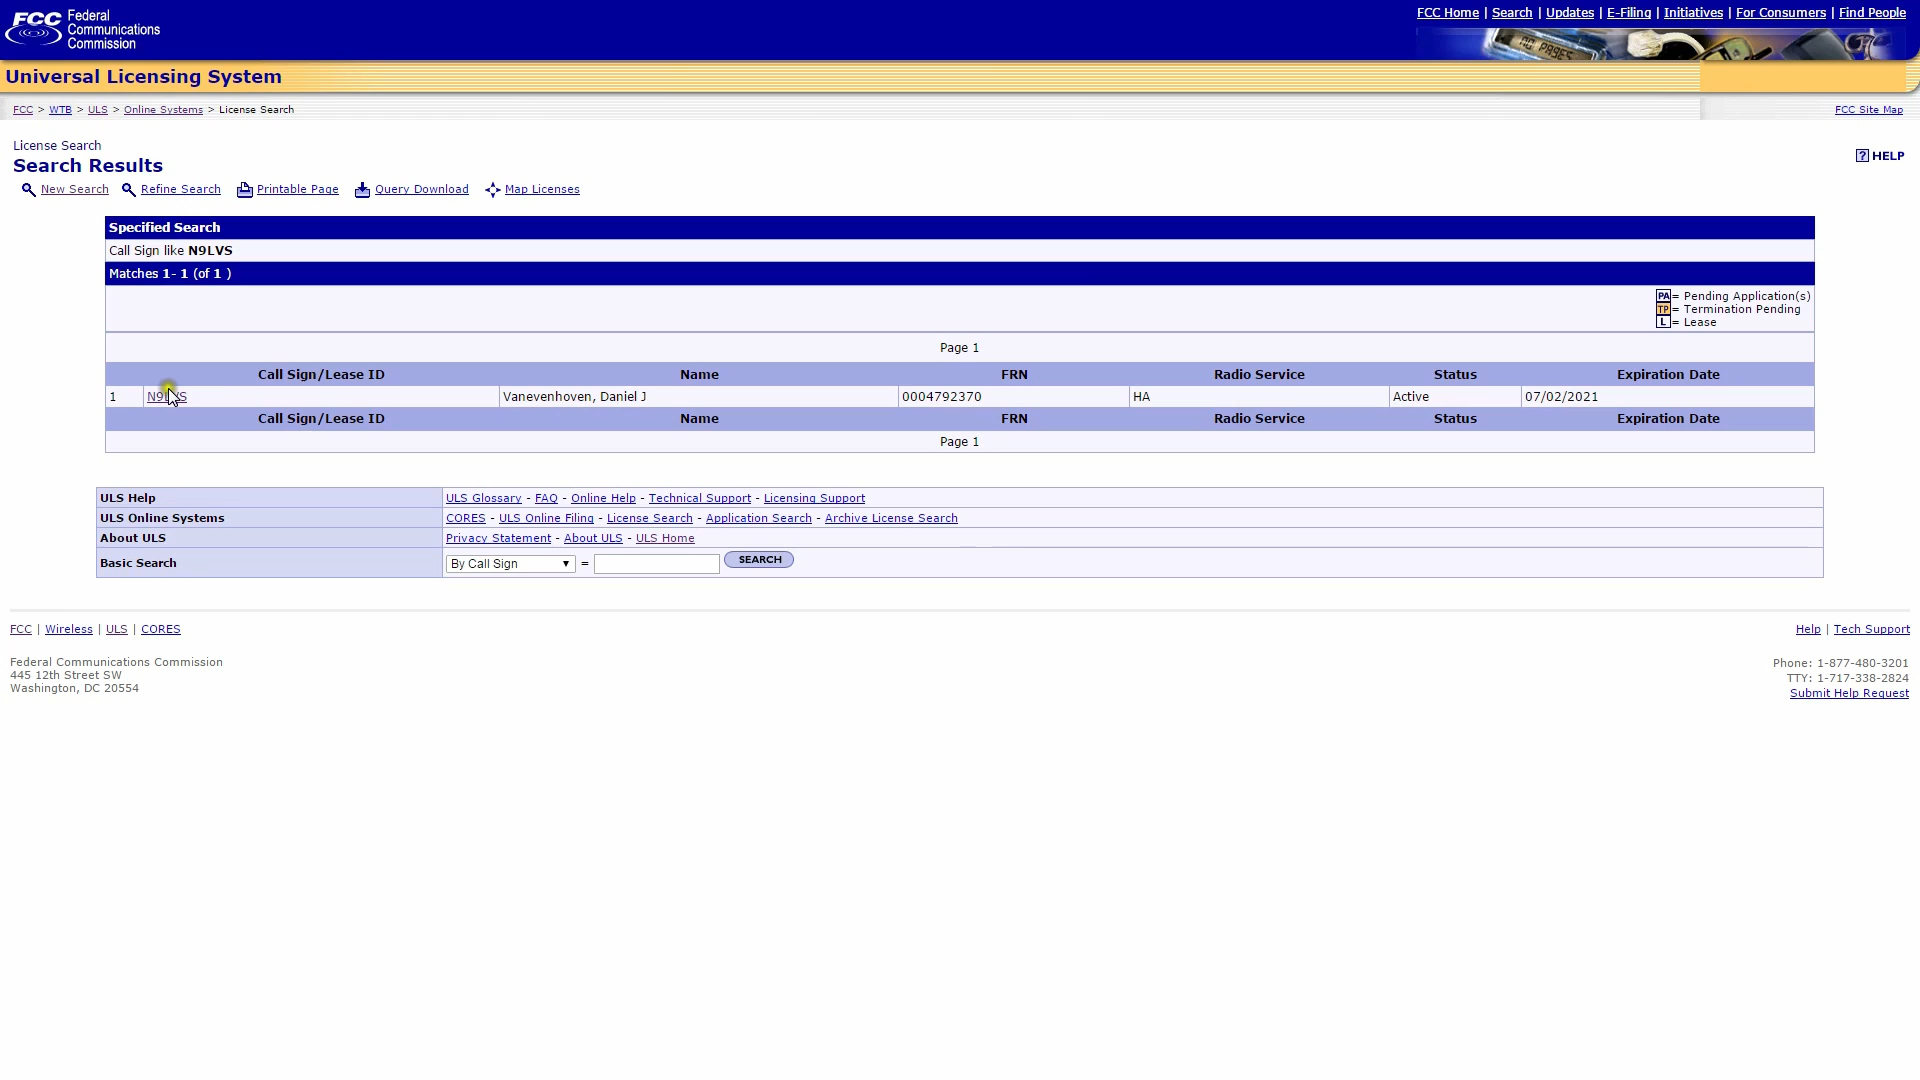 FCC Federal Communications Commission
FCC Home | Search | Updates | E-Filing | Initiatives | For Consumers | Find People
NO PAGES
Universal Licensing System
FCC > WTB > ULS > Online Systems > License Search
FCC Site Map
License Search
Search Results
? HELP
New Search Refine Search Printable Page Query Download Map Licenses
Specified Search
Call Sign like N9LVS
Matches 1- 1 (of 1 )
PA = Pending Application(s)
TP = Termination Pending
L = Lease
Page 1
Call Sign/Lease ID Name FRN Radio Service Status Expiration Date
1 N9LVS Vanevenhoven, Daniel J 0004792370 HA Active 07/02/2021
Call Sign/Lease ID Name FRN Radio Service Status Expiration Date
Page 1
ULS Help ULS Glossary - FAQ - Online Help - Technical Support - Licensing Support
ULS Online Systems CORES - ULS Online Filing - License Search - Application Search - Archive License Search
About ULS Privacy Statement - About ULS - ULS Home
Basic Search By Call Sign = SEARCH
FCC | Wireless | ULS | CORES
Help | Tech Support
Federal Communications Commission
445 12th Street SW
Washington, DC 20554
Phone: 1-877-480-3201
TTY: 1-717-338-2824
Submit Help Request